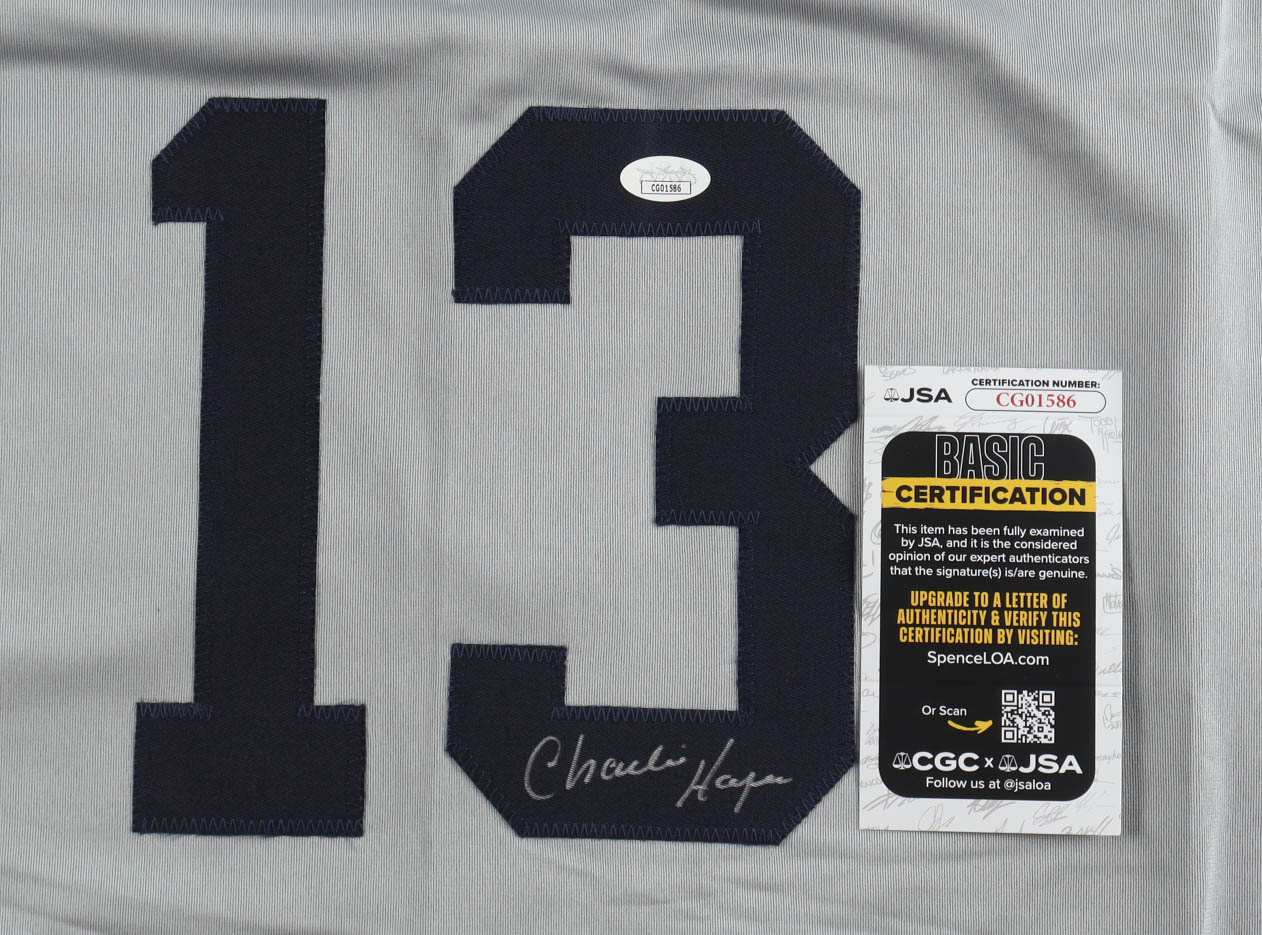 13
CG01586
Charlie Hayes
JSA
CERTIFICATION NUMBER:
CG01586
BASIC
CERTIFICATION
This item has been fully examined
by JSA, and it is the considered
opinion of our expert authenticators
that the signature(s) is/are genuine.
UPGRADE TO A LETTER OF
AUTHENTICITY & VERIFY THIS
CERTIFICATION BY VISITING:
SpenceLOA.com
Or Scan
CGC x JSA
Follow us at @jsaloa